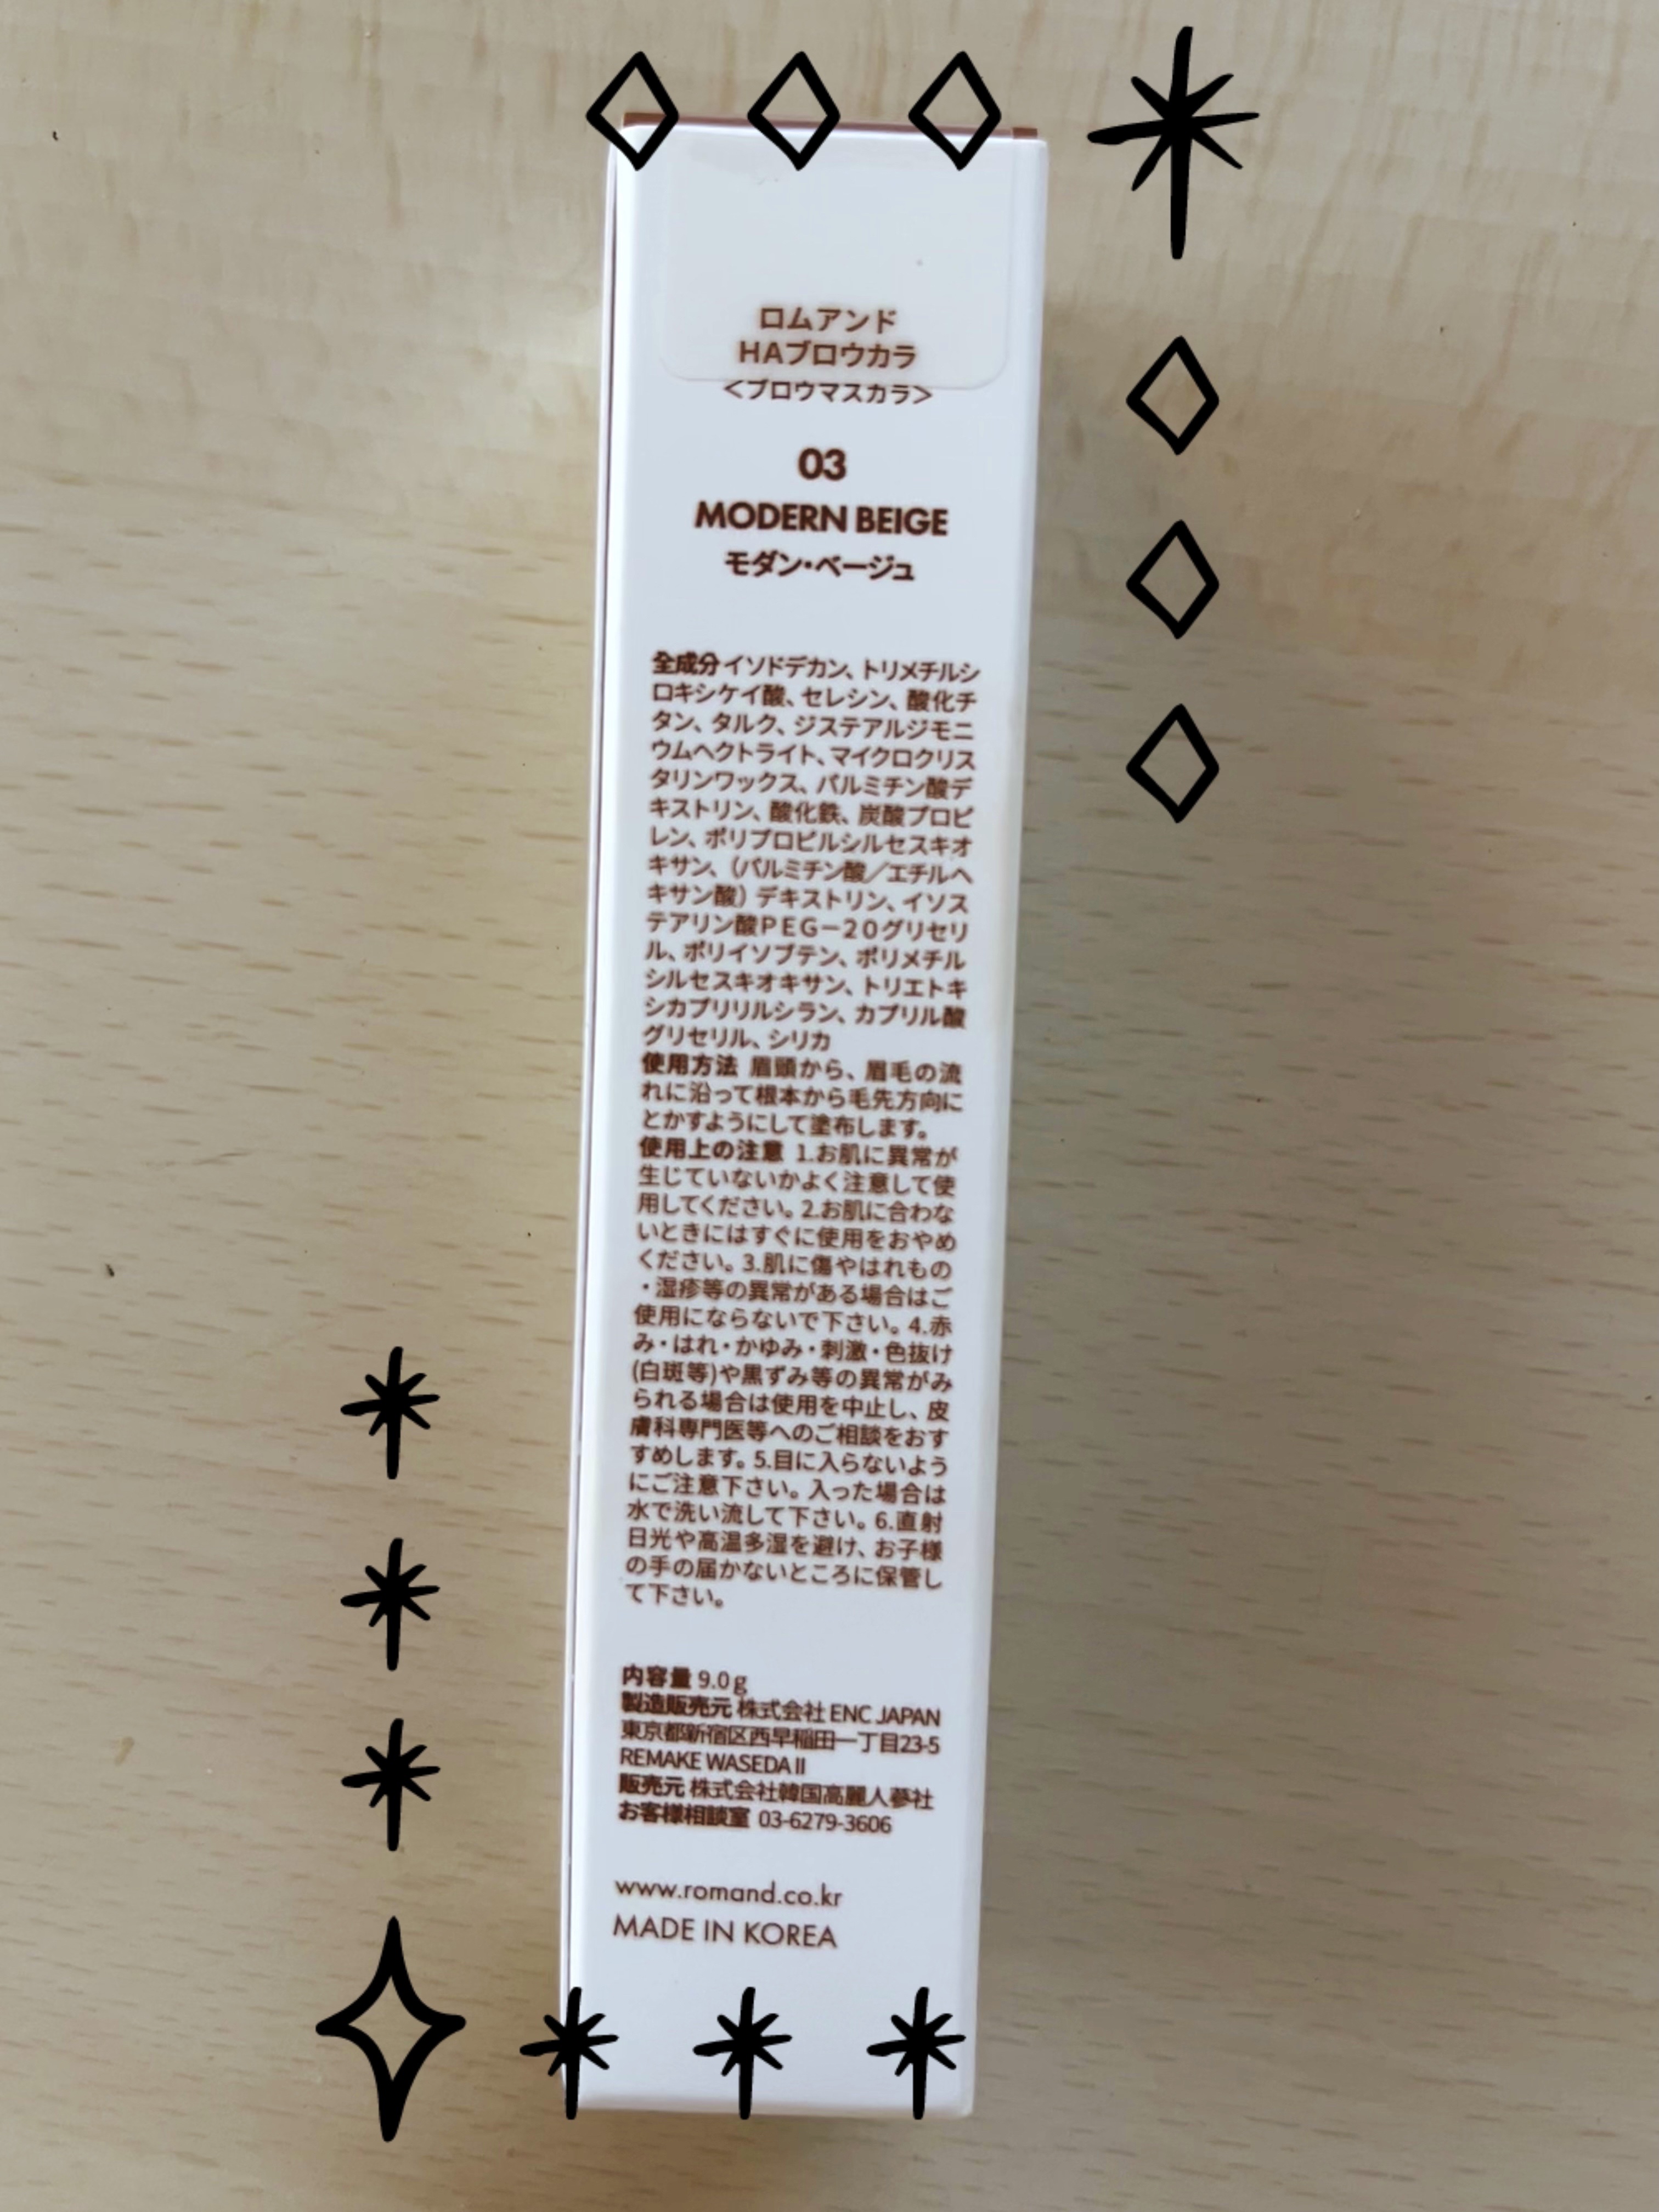 ロムアンド
HAブロウカラ
<ブロウマスカラ>
03
MODERN BEIGE
モダン・ベージュ
全成分 イソドデカン、トリメチルシ
ロキシケイ酸、セレシン、酸化チ
タン、タルク、ジステアルジモニ
ウムヘクトライト、マイクロクリス
タリンワックス、パルミチン酸デ
キストリン、酸化鉄、炭酸プロピ
レン、ポリプロピルシルセスキオ
キサン、(パルミチン酸/エチルヘ
キサン酸)デキストリン、イソス
テアリン酸PEG-20グリセリ
ル、ポリイソブテン、ポリメチル
シルセスキオキサン、トリエトキ
シカプリリルシラン、カプリル酸
グリセリル、シリカ
使用方法 眉頭から、眉毛の流
れに沿って根本から毛先方向に
とかすようにして塗布します。
使用上の注意 1.お肌に異常が
生じていないかよく注意して使
用してください。2.お肌に合わな
いときにはすぐに使用をおやめ
ください。3.肌に傷やはれもの
・湿疹等の異常がある場合はご
使用にならないで下さい。4.赤
み・はれ・かゆみ・刺激・色抜け
(白斑等)や黒ずみ等の異常がみ
られる場合は使用を中止し、皮
膚科専門医等へのご相談をおす
すめします。5.目に入らないよう
にご注意下さい。入った場合は
水で洗い流して下さい。6.直射
日光や高温多湿を避け、お子様
の手の届かないところに保管し
て下さい。
内容量 9.0g
製造販売元 株式会社 ENC JAPAN
東京都新宿区西早稲田一丁目23-5
REMAKE WASEDA II
販売元 株式会社韓国高麗人蔘社
お客様相談室 03-6279-3606
www.romand.co.kr
MADE IN KOREA